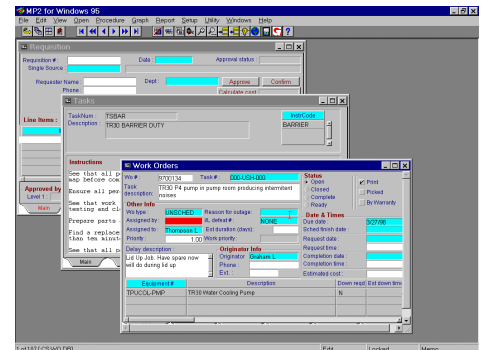 MP2 for Windows 95
File Edit View Open Procedure Graph Report Setup Utility Windows Help
Requisition
Requisition #: Date: Approval status:
Single Source:
Requester Name: Dept: Approve Confirm
Phone: Calculate cost
Line Items:
Approved by
Level 1
Main
Tasks
TaskNum: TSBAR InstrCode
Description: TR30 BARRIER DUTY BARRIER
Instructions
See that all p
map before com
Ensure all per
See that work
testing and cl
Prepare parts
Find a replace
than ten minut
See that all p
Main
Work Orders
Wo #: 9700134 Task #: 000-USH-000
Task description: TR30 P4 pump in pump room producing intermittent noises
Status
Open
Closed
Complete
Ready
Print
Picked
By Warranty
Other Info
Wo type: UNSCHED Reason for outage:
Assigned by: I/L defect #: NONE
Assigned to: Thompson L Est duration (days):
Priority: 1.00 Work priority:
Date & Times
Due date: 3/27/98
Sched finish date:
Request date:
Request time:
Completion date:
Completion time:
Estimated cost:
Delay description:
Lid Up Job. Have spare now
will do during lid up
Originator Info
Originator Graham L
Phone:
Ext.:
Equipment# Description Down reqd Est down time
TPUCOL-PMP TR30 Water Cooling Pump N
Main
Edit Locked Memo